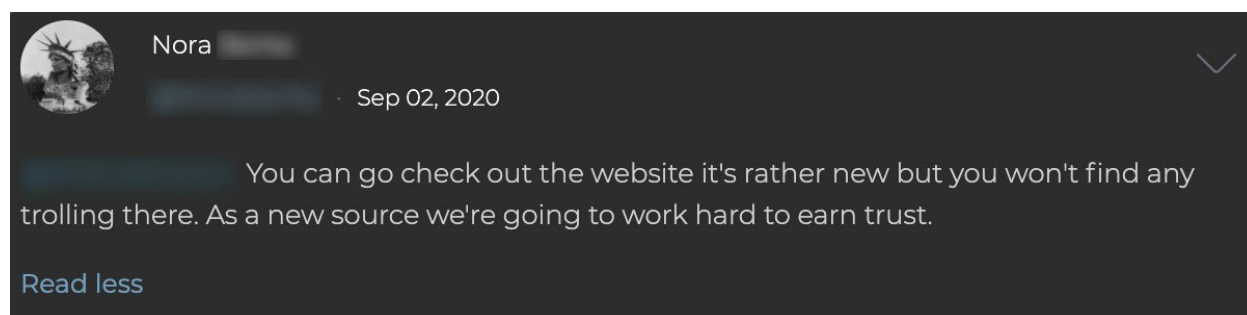 Nora
· Sep 02, 2020
You can go check out the website it's rather new but you won't find any
trolling there. As a new source we're going to work hard to earn trust.
Read less